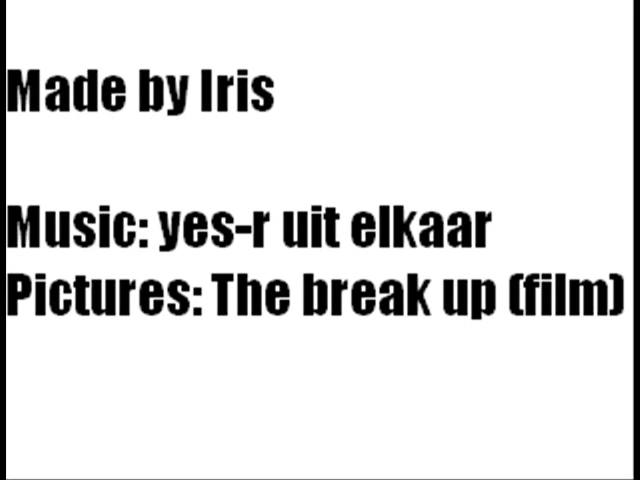 Made by Iris
Music: yes-r uit elkaar
Pictures: The break up (film)